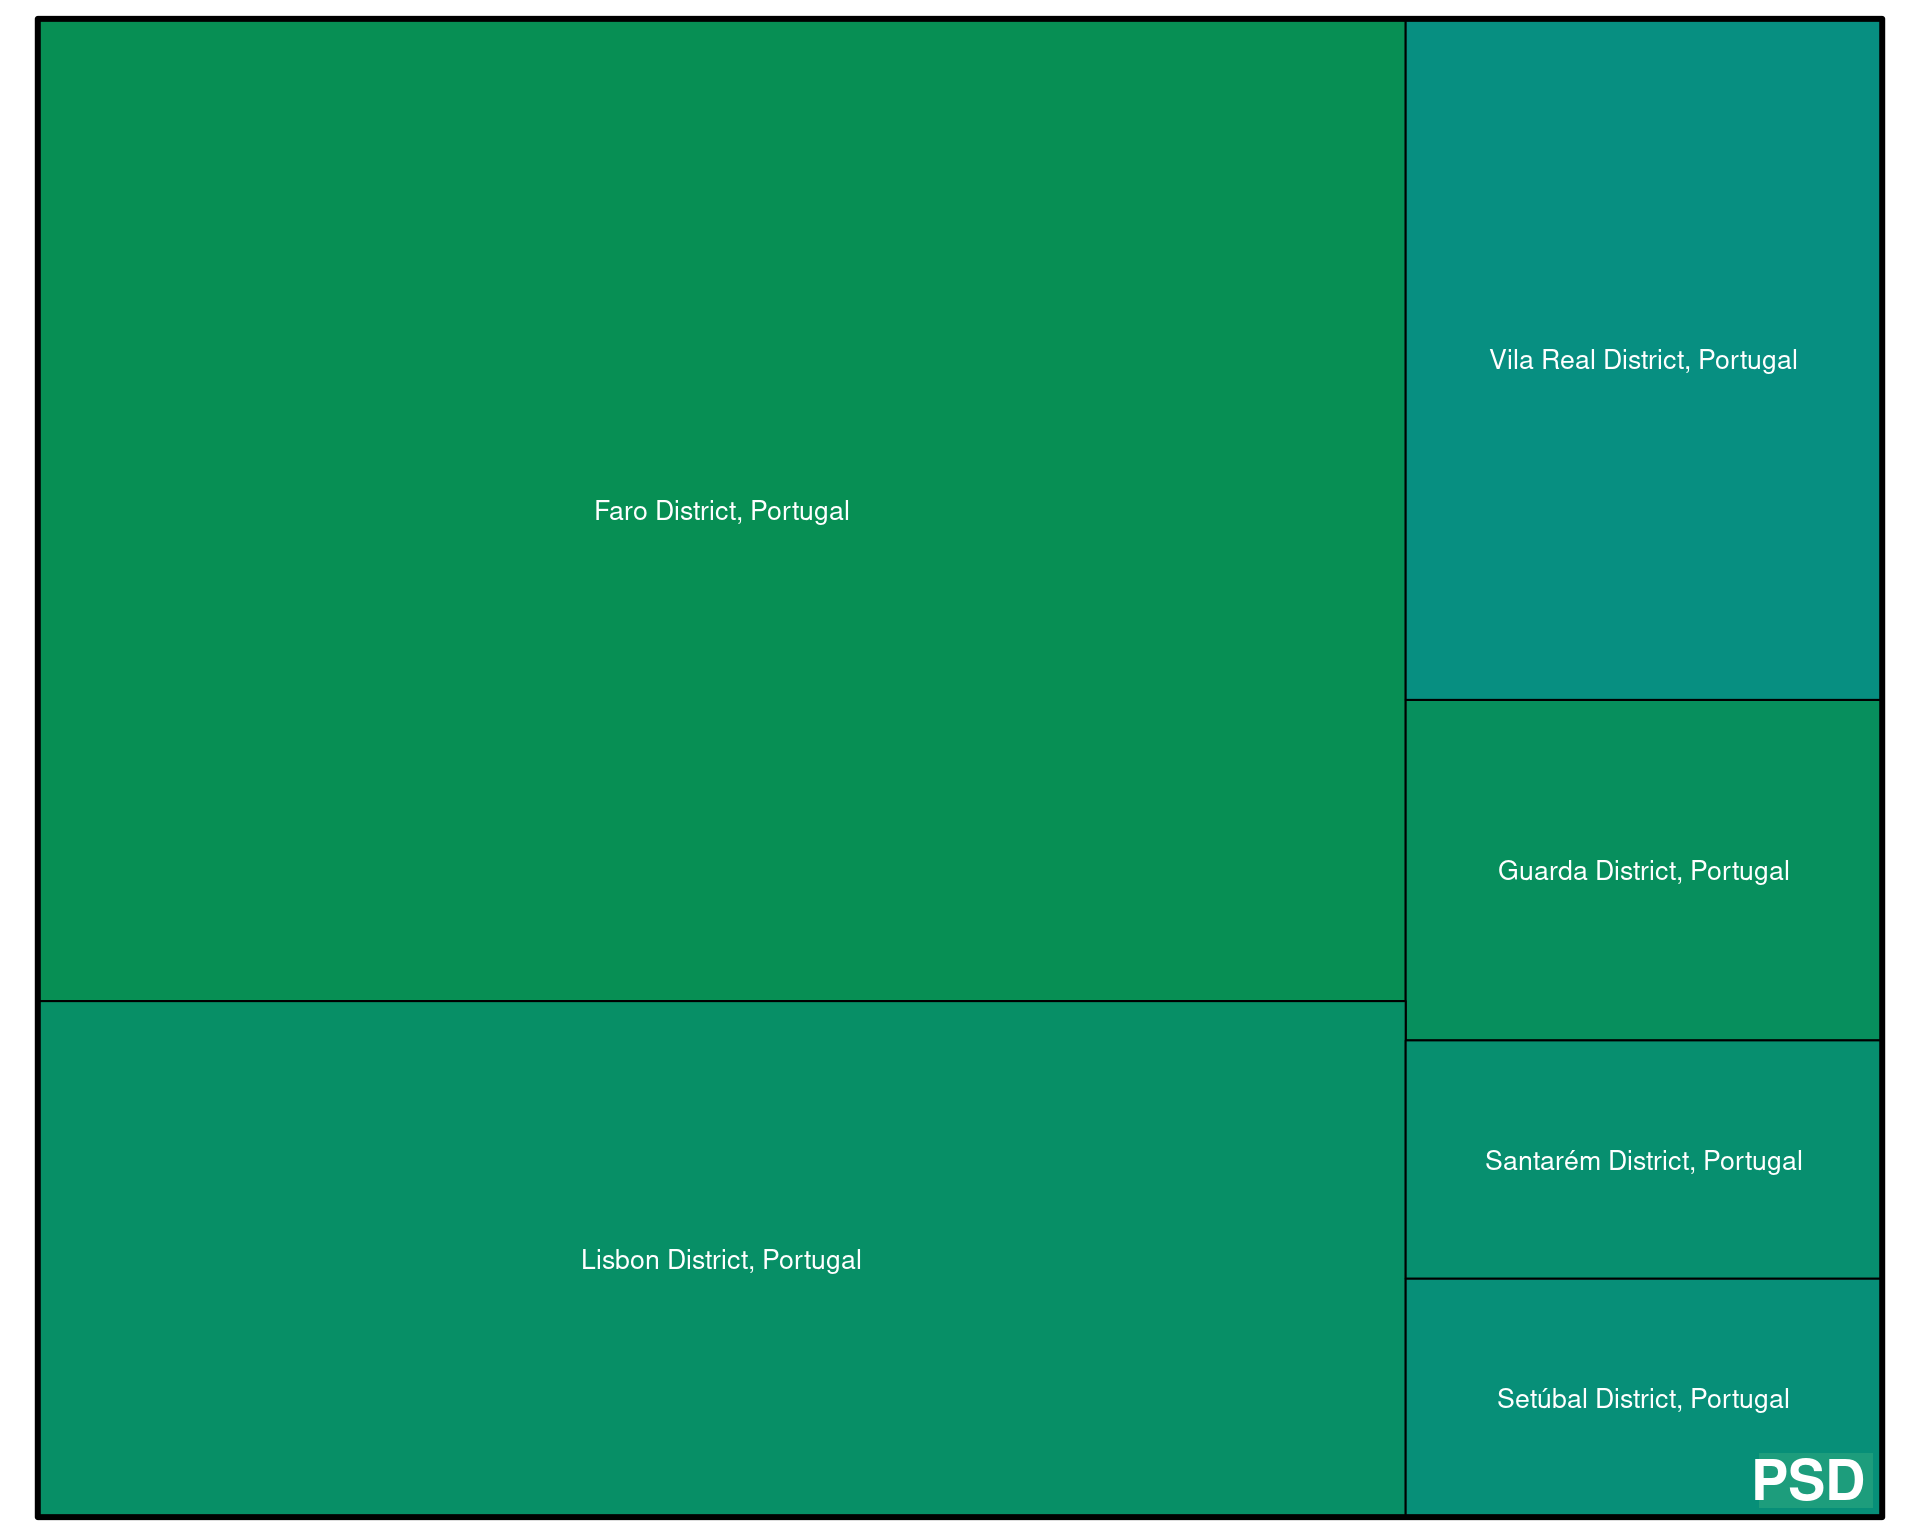 Faro District, Portugal
Lisbon District, Portugal
Vila Real District, Portugal
Guarda District, Portugal
Santarém District, Portugal
Setúbal District, Portugal
PSD